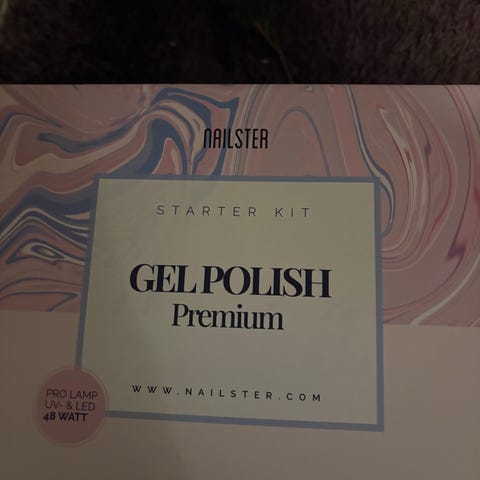 NAILSTER
STARTER KIT
GEL POLISH
Premium
WWW.NAILSTER.COM
PRO LAMP
UV- & LED
48 WATT